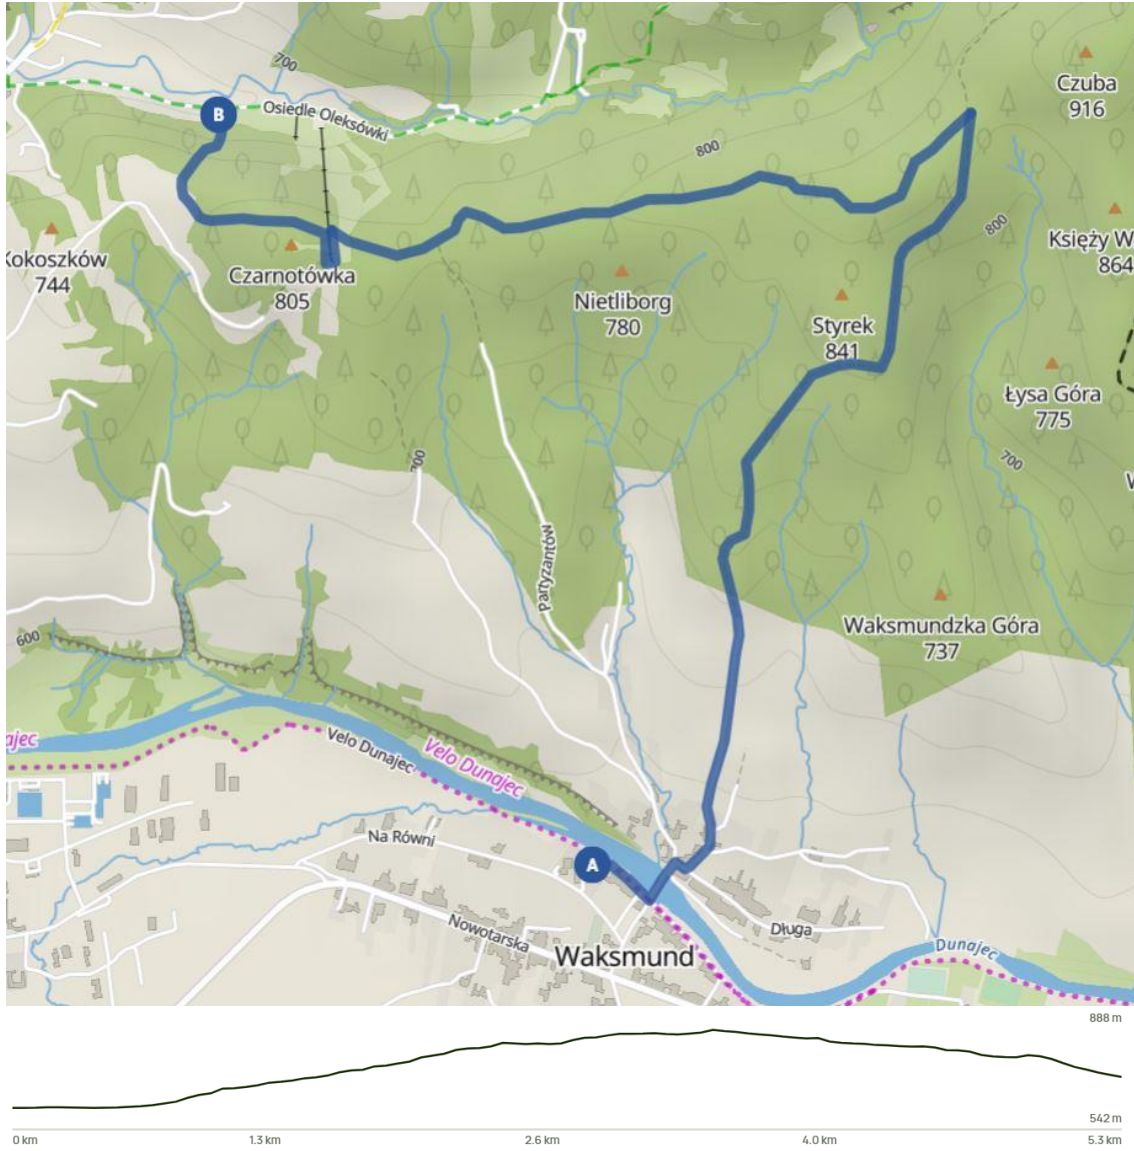 700
Czuba
916
B
Osiedle Oleksówki
800
800
Księży W
864
Kokoszków
744
Czarnotówka
805
Nietliborg
780
Styrek
841
Łysa Góra
775
700
700
Partyzantów
Waksmundzka Góra
737
600
ajec
Velo Dunajec
Velo Dunajec
Na Równi
A
Nowotarska
Długa
Waksmund
Dunajec
888 m
542 m
0 km
1.3 km
2.6 km
4.0 km
5.3 km